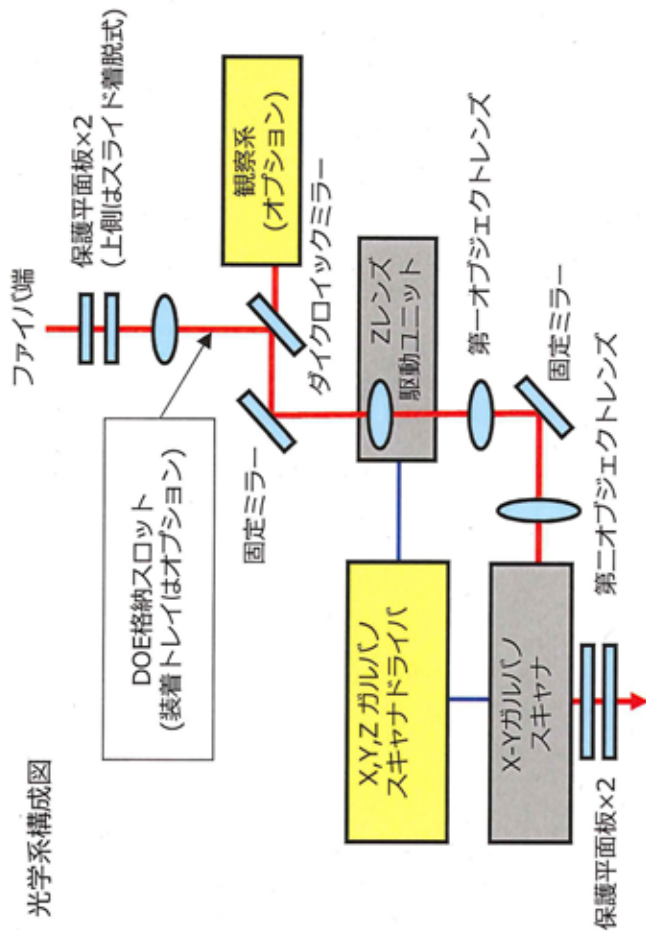 光学系構成図
ファイバ端
保護平面板×2
(上側はスライド着脱式)
DOE格納スロット
(装着トレイはオプション)
観察系
(オプション)
ダイクロイックミラー
固定ミラー
Zレンズ
駆動ユニット
第一オブジェクトレンズ
固定ミラー
X,Y,Z ガルバノ
スキャナドライバ
X-Yガルバノ
スキャナ
第二オブジェクトレンズ
保護平面板×2